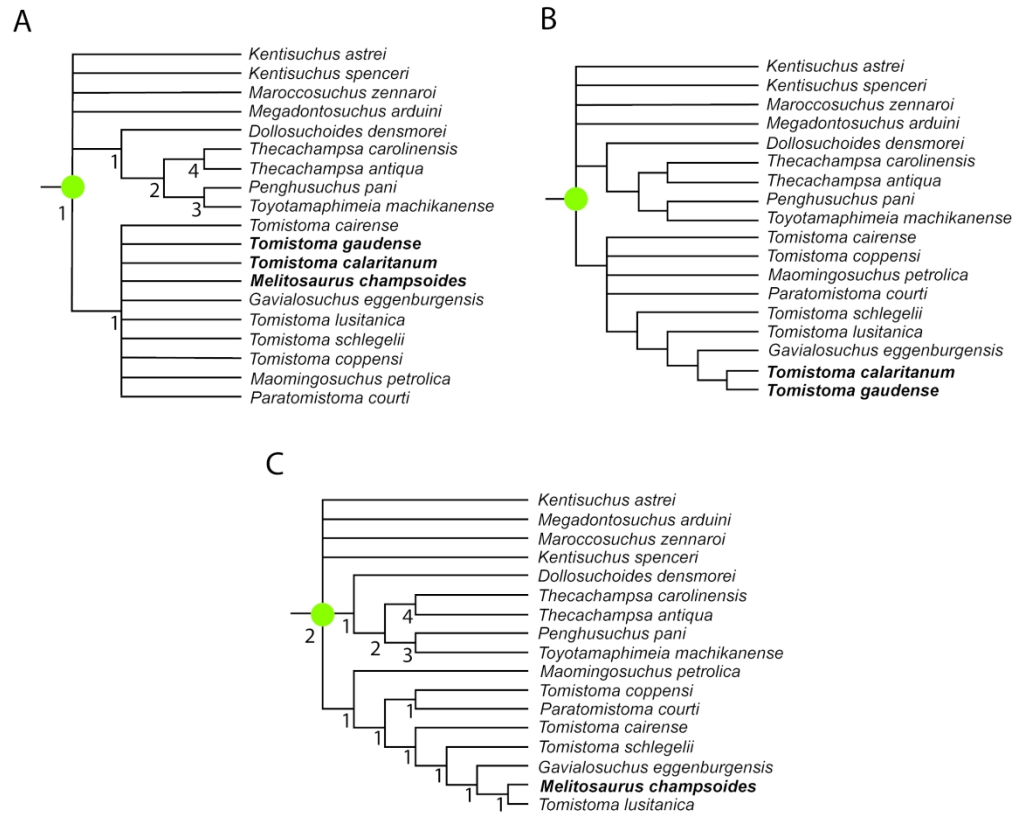 A
Kentisuchus astrei
Kentisuchus spenceri
Maroccosuchus zennaroi
Megadontosuchus arduini
Dollosuchoides densmorei
1
Thecachampsa carolinensis
4
Thecachampsa antiqua
2
Penghusuchus pani
3
Toyotamaphimeia machikanense
1
Tomistoma cairense
Tomistoma gaudense
Tomistoma calaritanum
Melitosaurus champsoides
Gavialosuchus eggenburgensis
1
Tomistoma lusitanica
Tomistoma schlegelii
Tomistoma coppensi
Maomingosuchus petrolica
Paratomistoma courti
B
Kentisuchus astrei
Kentisuchus spenceri
Maroccosuchus zennaroi
Megadontosuchus arduini
Dollosuchoides densmorei
Thecachampsa carolinensis
Thecachampsa antiqua
Penghusuchus pani
Toyotamaphimeia machikanense
Tomistoma cairense
Tomistoma coppensi
Maomingosuchus petrolica
Paratomistoma courti
Tomistoma schlegelii
Tomistoma lusitanica
Gavialosuchus eggenburgensis
Tomistoma calaritanum
Tomistoma gaudense
C
Kentisuchus astrei
Megadontosuchus arduini
Maroccosuchus zennaroi
Kentisuchus spenceri
Dollosuchoides densmorei
Thecachampsa carolinensis
4
Thecachampsa antiqua
2
1
Penghusuchus pani
2
3
Toyotamaphimeia machikanense
Maomingosuchus petrolica
Tomistoma coppensi
1
1
Paratomistoma courti
1
Tomistoma cairense
1
Tomistoma schlegelii
1
Gavialosuchus eggenburgensis
1
Melitosaurus champsoides
1
Tomistoma lusitanica